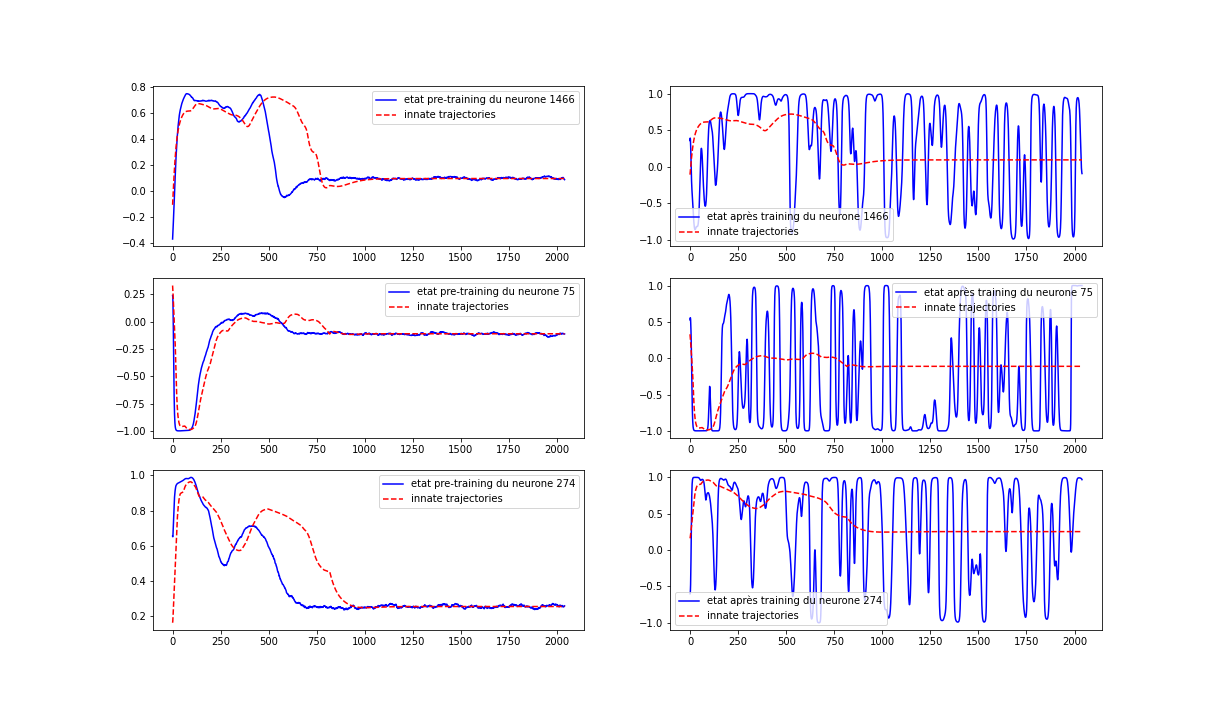 etat pre-training du neurone 1466
innate trajectories
0.8
0.6
0.4
0.2
0.0
−0.2
−0.4
0 250 500 750 1000 1250 1500 1750 2000
etat après training du neurone 1466
innate trajectories
1.0
0.5
0.0
−0.5
−1.0
0 250 500 750 1000 1250 1500 1750 2000
etat pre-training du neurone 75
innate trajectories
0.25
0.00
−0.25
−0.50
−0.75
−1.00
0 250 500 750 1000 1250 1500 1750 2000
etat après training du neurone 75
innate trajectories
1.0
0.5
0.0
−0.5
−1.0
0 250 500 750 1000 1250 1500 1750 2000
etat pre-training du neurone 274
innate trajectories
1.0
0.8
0.6
0.4
0.2
0 250 500 750 1000 1250 1500 1750 2000
etat après training du neurone 274
innate trajectories
1.0
0.5
0.0
−0.5
−1.0
0 250 500 750 1000 1250 1500 1750 2000